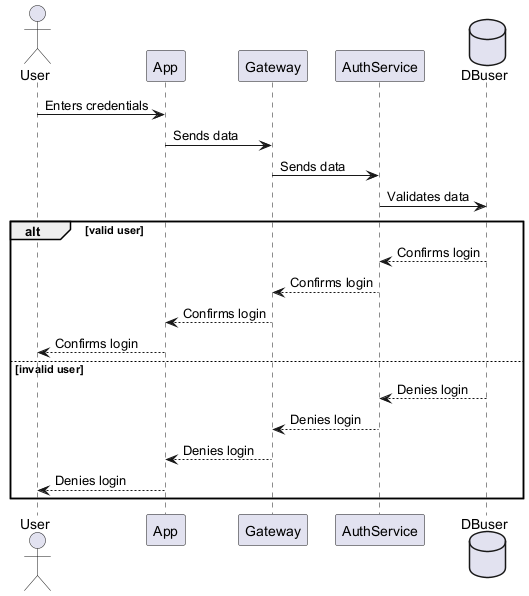 User
App
Gateway
AuthService
DBuser
Enters credentials
Sends data
Sends data
Validates data
alt
[valid user]
Confirms login
Confirms login
Confirms login
Confirms login
[invalid user]
Denies login
Denies login
Denies login
Denies login
User
App
Gateway
AuthService
DBuser